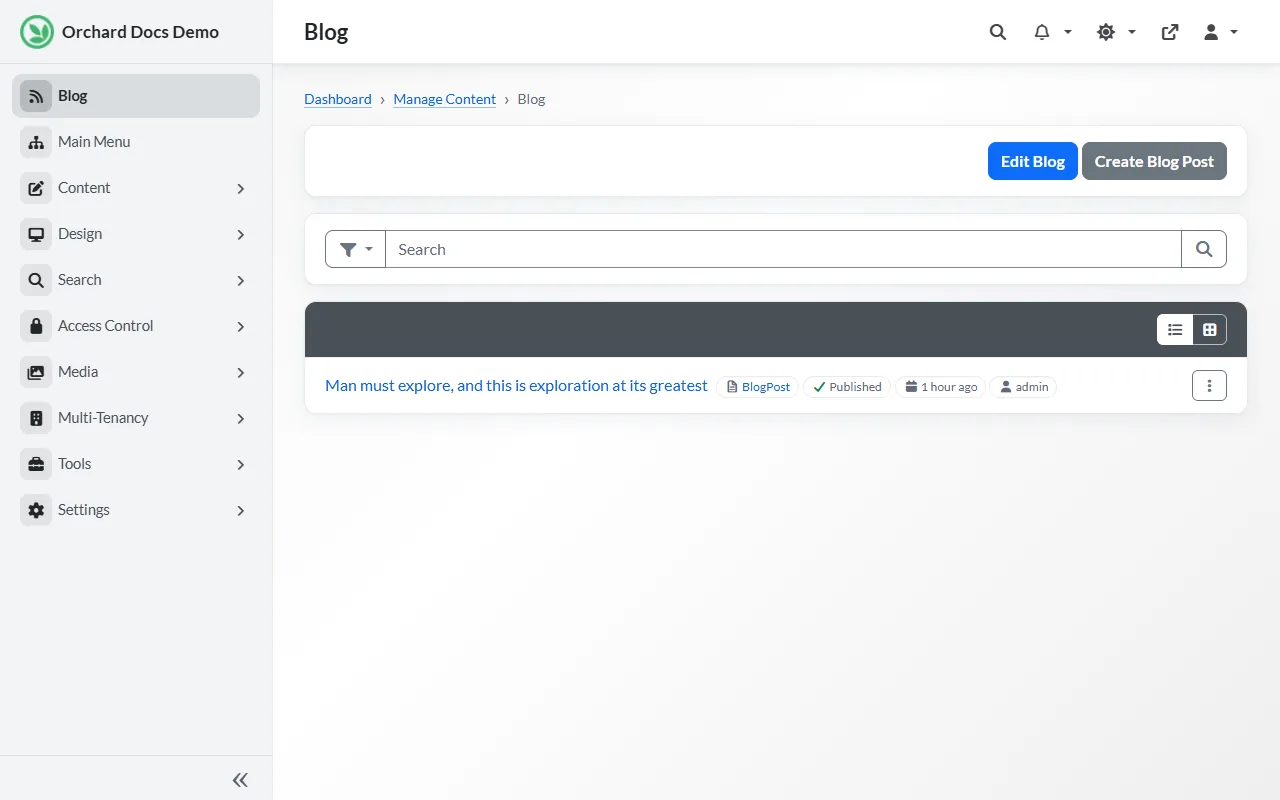 Orchard Docs Demo
Blog
Blog
Main Menu
Content
Design
Search
Access Control
Media
Multi-Tenancy
Tools
Settings
Dashboard › Manage Content › Blog
Edit Blog Create Blog Post
Search
Man must explore, and this is exploration at its greatest BlogPost Published 1 hour ago admin